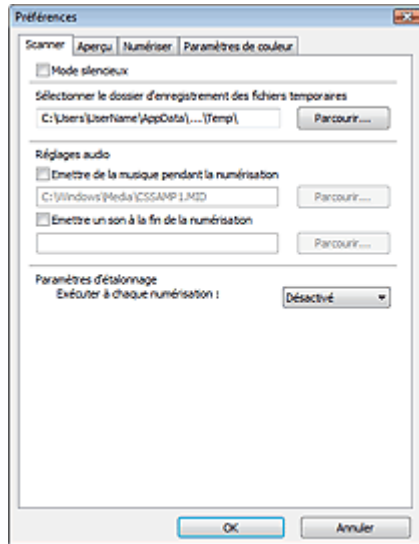 Préférences
Scanner Aperçu Numériser Paramètres de couleur
Mode silencieux
Sélectionner le dossier d'enregistrement des fichiers temporaires
C:\Users\UserName\AppData\....\Temp\ Parcourir....
Réglages audio
Emettre de la musique pendant la numérisation
C:\Windows\Media\CSSAMP1.MID Parcourir....
Emettre un son à la fin de la numérisation
Parcourir....
Paramètres d'étalonnage
Exécuter à chaque numérisation : Désactivé
OK Annuler